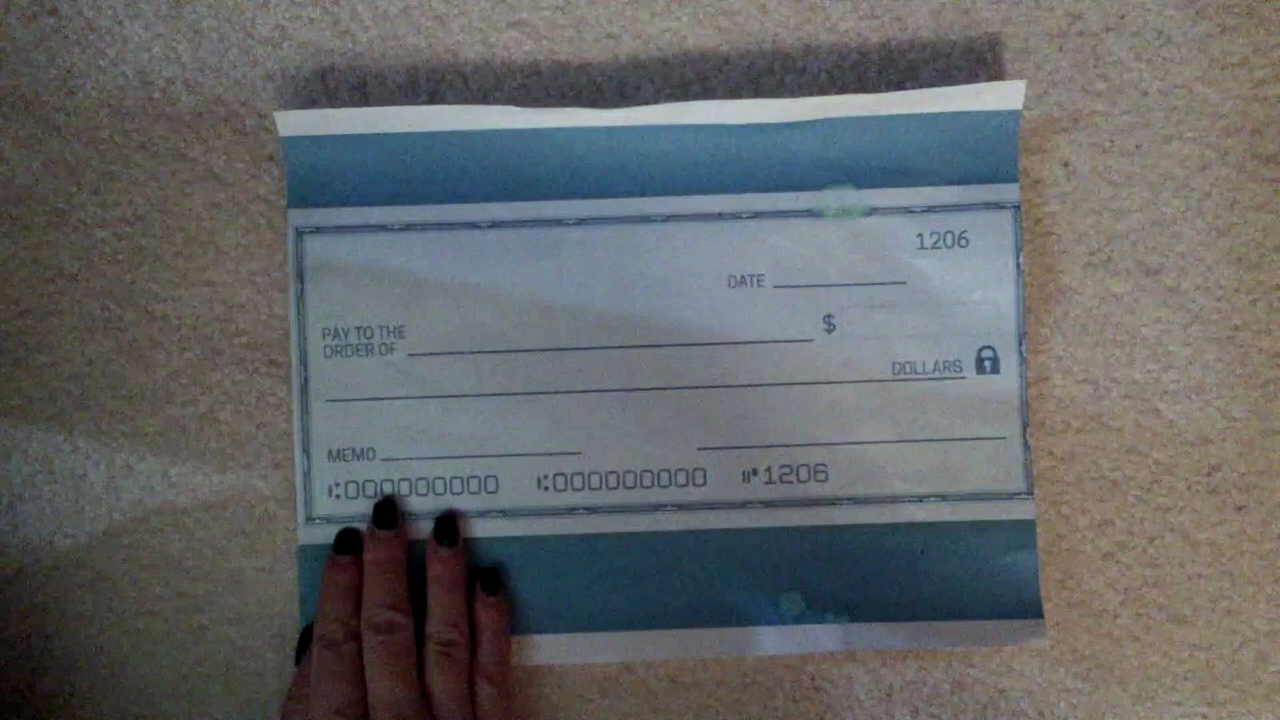 1206
DATE
PAY TO THE
ORDER OF
$
DOLLARS
MEMO
⑆000000000 ⑆000000000 ⑈1206